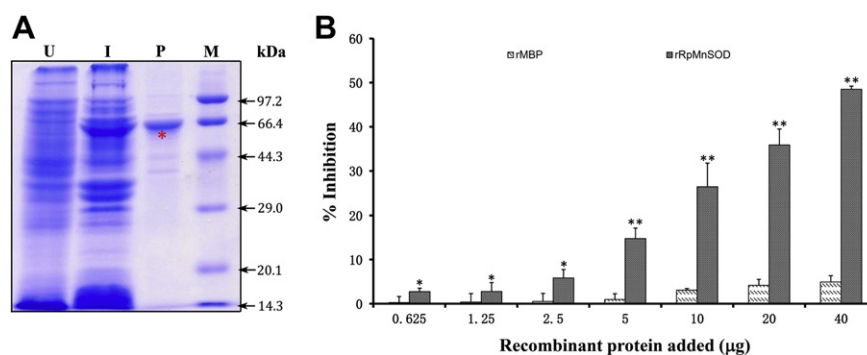 A
U I P M kDa
97.2
66.4
*
44.3
29.0
20.1
14.3
B
rMBP rRpMnSOD
% Inhibition
60
50
40
30
20
10
0
* * * ** ** ** **
0.625 1.25 2.5 5 10 20 40
Recombinant protein added (μg)